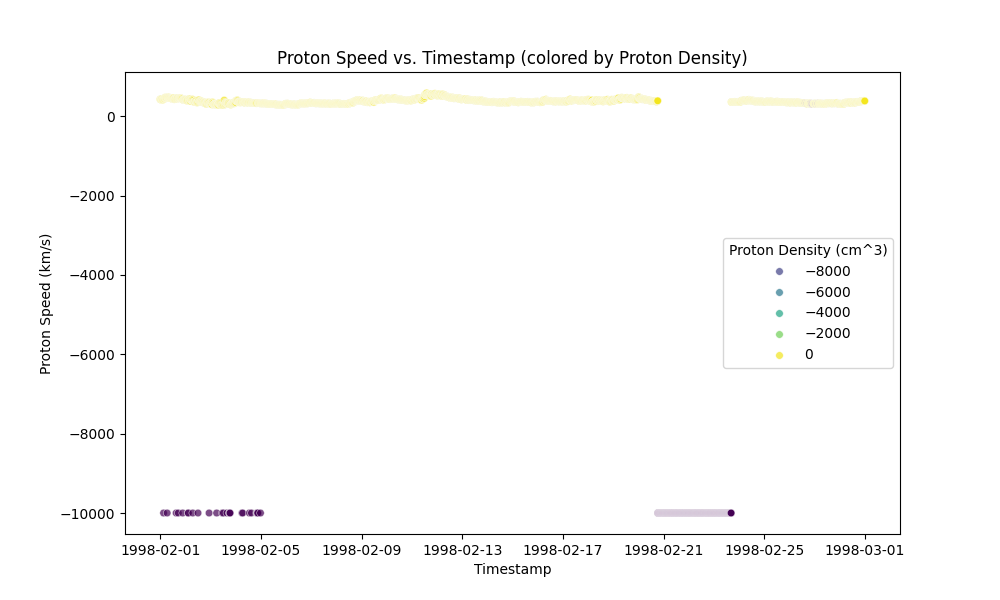 Proton Speed vs. Timestamp (colored by Proton Density)
Proton Speed (km/s)
0
−2000
−4000
−6000
−8000
−10000
Proton Density (cm^3)
−8000
−6000
−4000
−2000
0
1998-02-01 1998-02-05 1998-02-09 1998-02-13 1998-02-17 1998-02-21 1998-02-25 1998-03-01
Timestamp